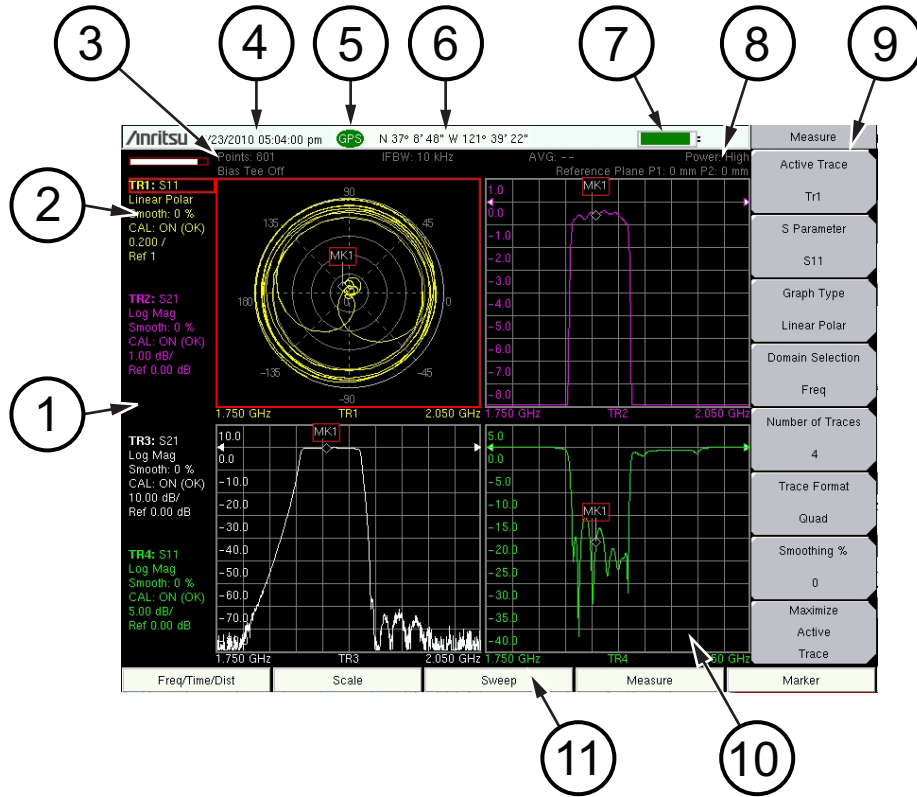 3
4
5
6
7
8
9
/Inritsu /23/2010 05:04:00 pm GPS N 37° 8' 48" W 121° 39' 22"
Measure
Points: 801 IFBW: 10 kHz AVG: -- Power: High
Bias Tee Off Reference Plane P1: 0 mm P2: 0 mm
2
1
TR1: S11
Linear Polar
Smooth: 0 %
CAL: ON (OK)
0.200 /
Ref 1
TR2: S21
Log Mag
Smooth: 0 %
CAL: ON (OK)
1.00 dB/
Ref 0.00 dB
TR3: S21
Log Mag
Smooth: 0 %
CAL: ON (OK)
10.00 dB/
Ref 0.00 dB
TR4: S11
Log Mag
Smooth: 0 %
CAL: ON (OK)
5.00 dB/
Ref 0.00 dB
90
135 45
MK1
180 0
-135 -45
-90
1.750 GHz TR1 2.050 GHz
MK1
1.0
0.0
-1.0
-2.0
-3.0
-4.0
-5.0
-6.0
-7.0
-8.0
1.750 GHz TR2 2.050 GHz
MK1
10.0
0.0
-10.0
-20.0
-30.0
-40.0
-50.0
-60.0
-70.0
1.750 GHz TR3 2.050 GHz
5.0
0.0
-5.0
-10.0
MK1
-15.0
-20.0
-25.0
-30.0
-35.0
-40.0
1.750 GHz TR4 50 GHz
Active Trace
Tr1
S Parameter
S11
Graph Type
Linear Polar
Domain Selection
Freq
Number of Traces
4
Trace Format
Quad
Smoothing %
0
Maximize
Active
Trace
Freq/Time/Dist Scale Sweep Measure Marker
11
10